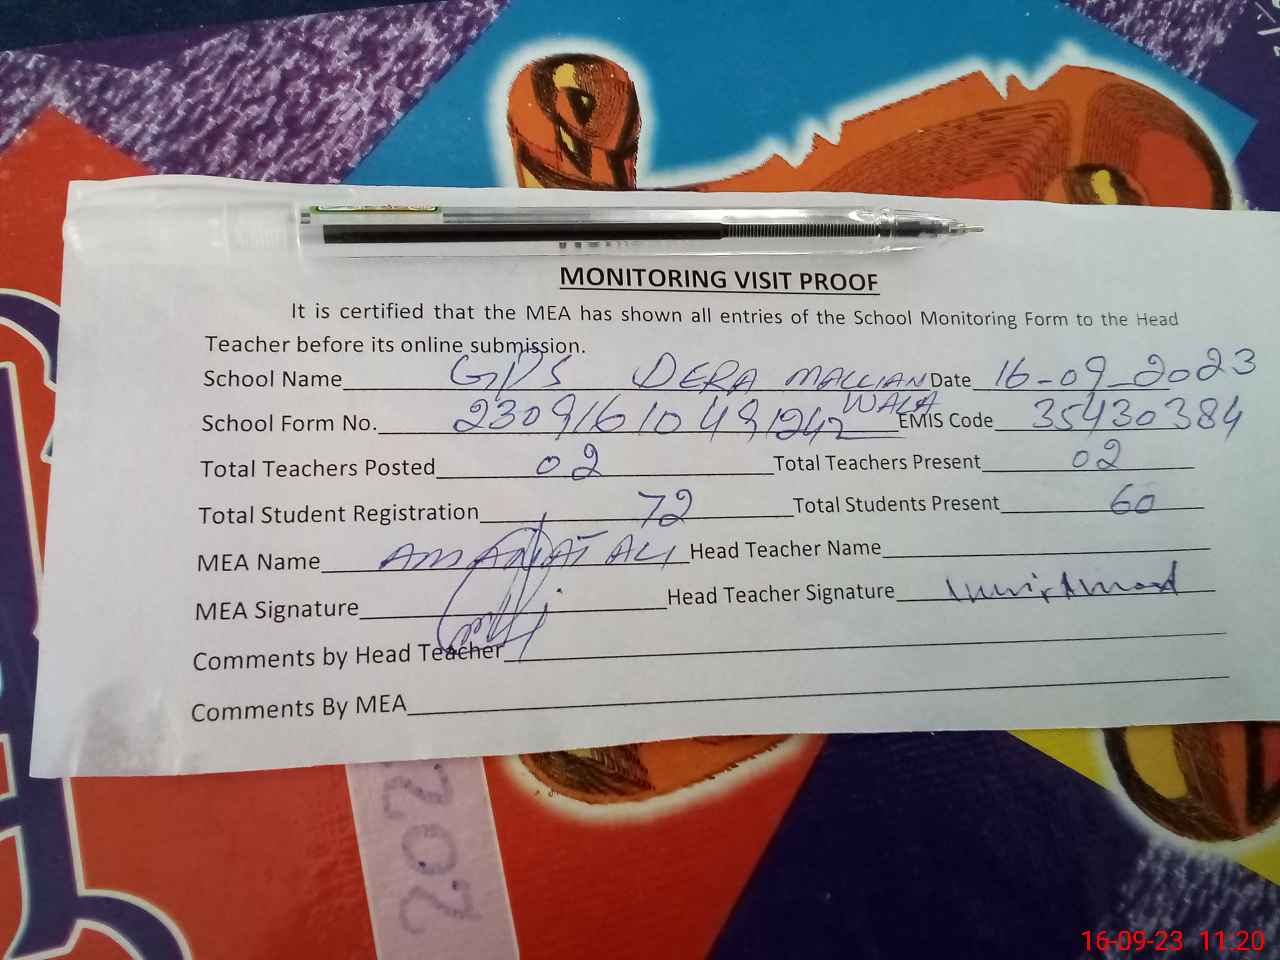 MONITORING VISIT PROOF
It is certified that the MEA has shown all entries of the School Monitoring Form to the Head
Teacher before its online submission.
School Name GPS DERA MALLIAN WALA Date 16-09-2023
School Form No. 23091610491242 EMIS Code 35430384
Total Teachers Posted 02 Total Teachers Present 02
Total Student Registration 72 Total Students Present 60
MEA Name AMANAT ALI Head Teacher Name
MEA Signature Head Teacher Signature
Comments by Head Teacher
Comments By MEA
202
16-09-23 11:20